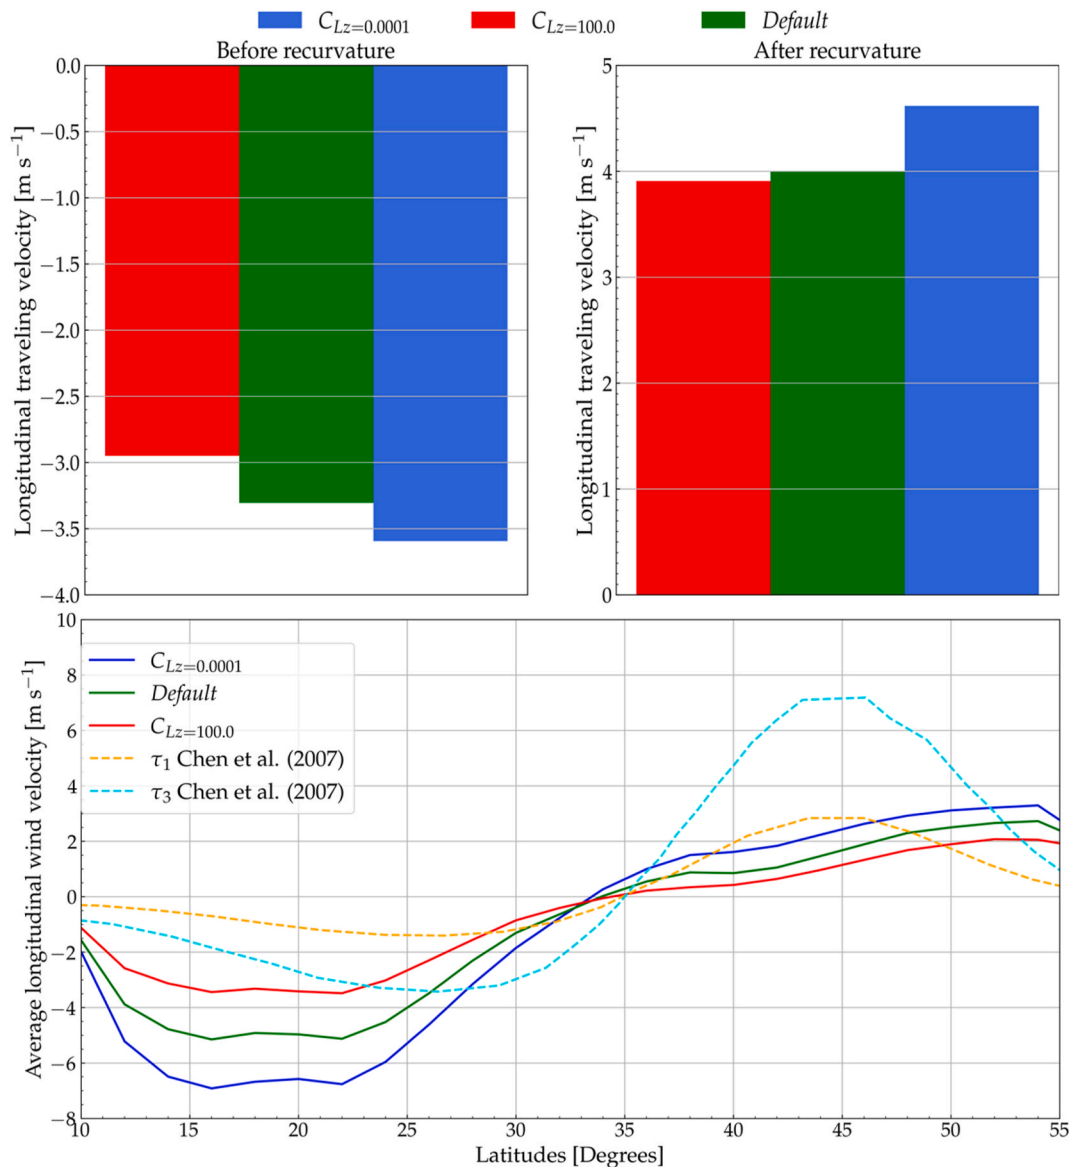 C_{Lz=0.0001} C_{Lz=100.0} Default
Before recurvature
After recurvature
Longitudinal traveling velocity [m s⁻¹]
0.0
−0.5
−1.0
−1.5
−2.0
−2.5
−3.0
−3.5
−4.0
Longitudinal traveling velocity [m s⁻¹]
5
4
3
2
1
0
Average longitudinal wind velocity [m s⁻¹]
10
8
6
4
2
0
−2
−4
−6
−8
C_{Lz=0.0001}
Default
C_{Lz=100.0}
τ₁ Chen et al. (2007)
τ₃ Chen et al. (2007)
10 15 20 25 30 35 40 45 50 55
Latitudes [Degrees]